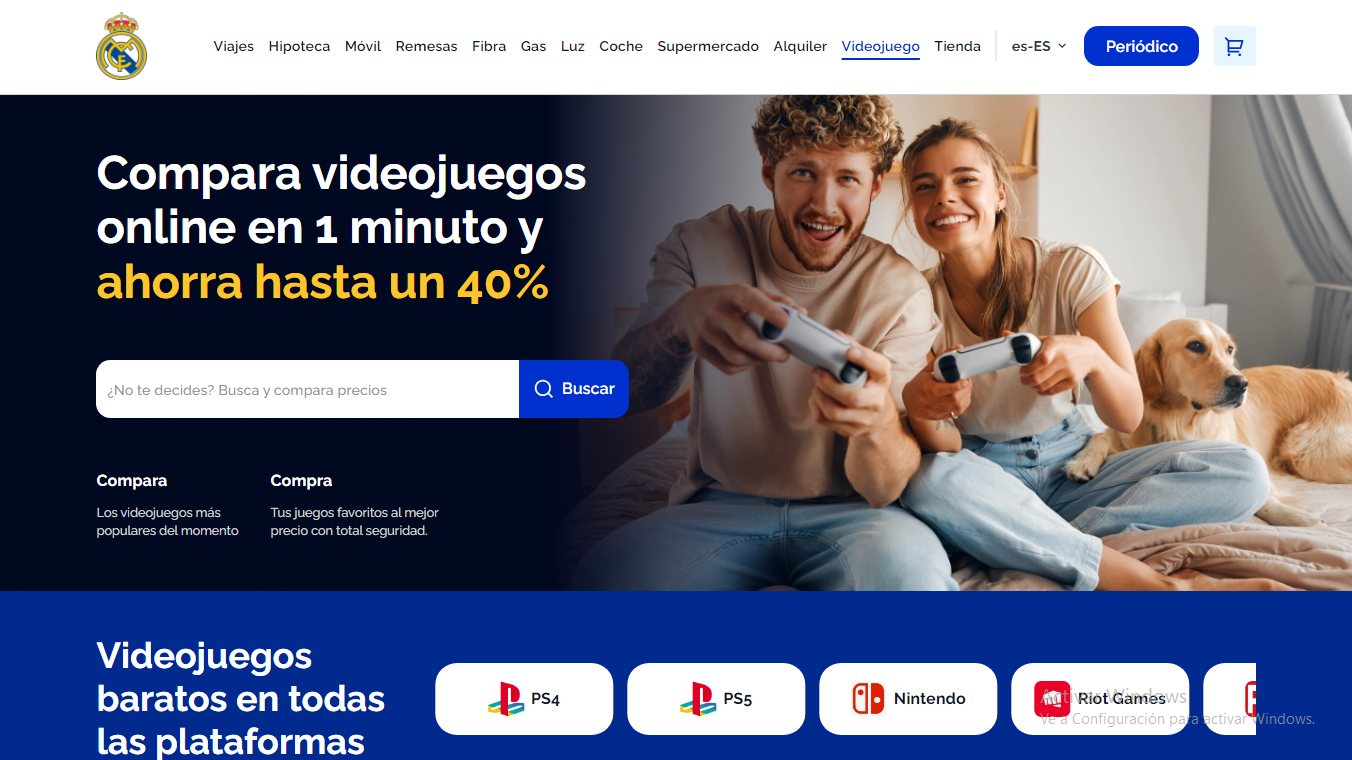 Viajes Hipoteca Móvil Remesas Fibra Gas Luz Coche Supermercado Alquiler Videojuego Tienda es-ES Periódico
Compara videojuegos
online en 1 minuto y
ahorra hasta un 40%
¿No te decides? Busca y compara precios
Buscar
Compara
Los videojuegos más
populares del momento
Compra
Tus juegos favoritos al mejor
precio con total seguridad.
Videojuegos
baratos en todas
las plataformas
PS4
PS5
Nintendo
Riot Games
Activar Windows
Ve a Configuración para activar Windows.